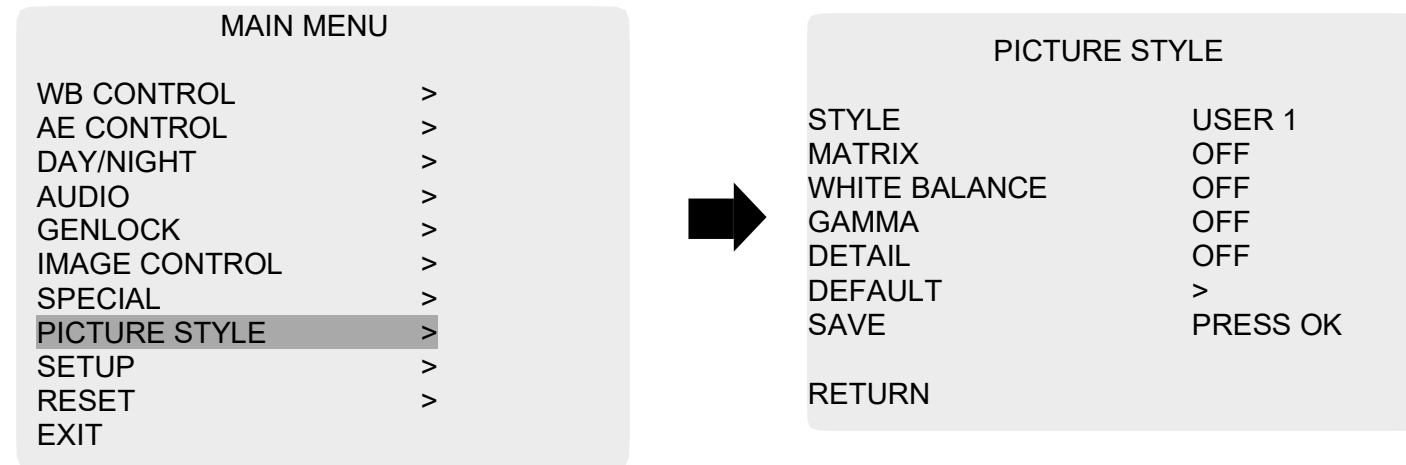 MAIN MENU
WB CONTROL >
AE CONTROL >
DAY/NIGHT >
AUDIO >
GENLOCK >
IMAGE CONTROL >
SPECIAL >
PICTURE STYLE >
SETUP >
RESET >
EXIT
PICTURE STYLE
STYLE USER 1
MATRIX OFF
WHITE BALANCE OFF
GAMMA OFF
DETAIL OFF
DEFAULT >
SAVE PRESS OK
RETURN